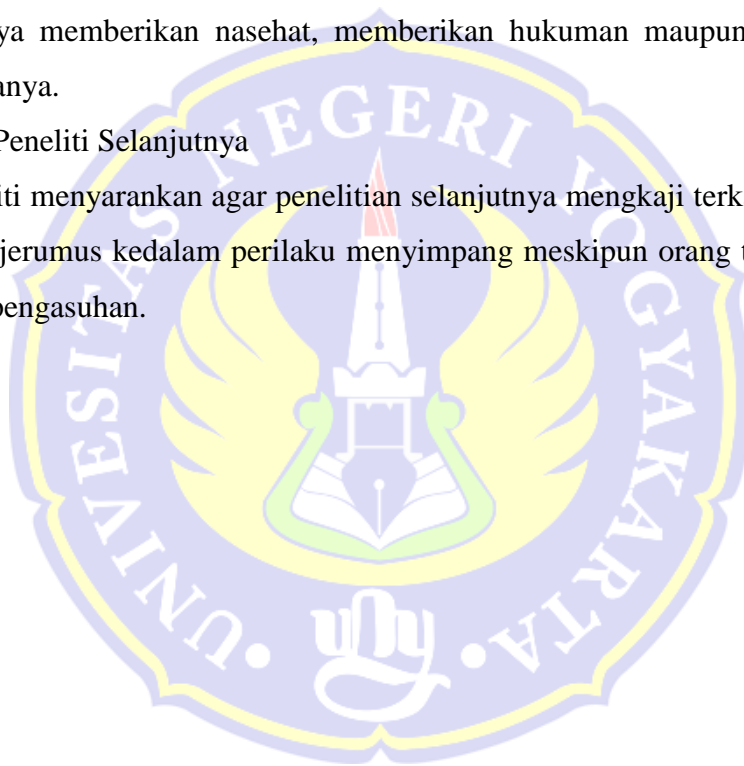 ya memberikan nasehat, memberikan hukuman maupun
anya.
Peneliti Selanjutnya
iti menyarankan agar penelitian selanjutnya mengkaji terk
jerumus kedalam perilaku menyimpang meskipun orang t
pengasuhan.
UNIVESITAS NEGERI YOGYAKARTA
uny